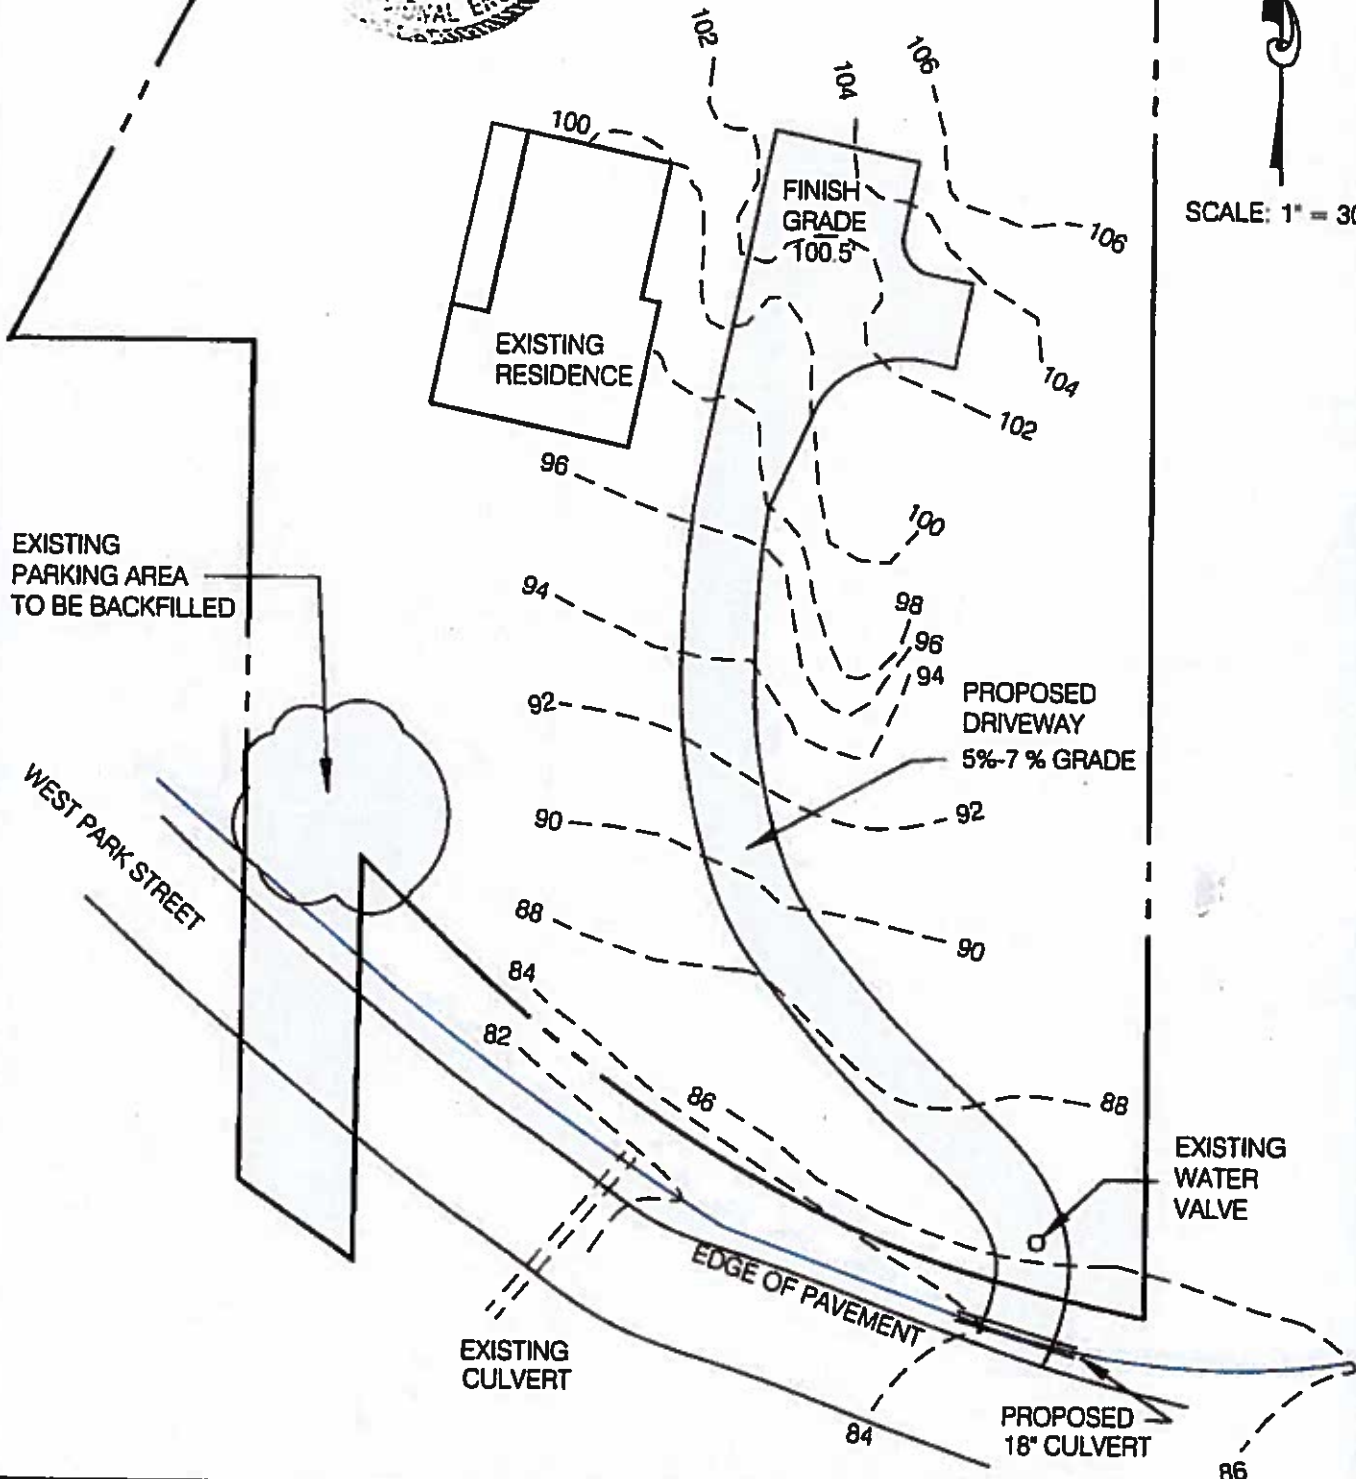 102
104
106
100
FINISH
GRADE
100.5'
106
SCALE: 1" =
EXISTING
RESIDENCE
104
102
96
100
EXISTING
PARKING AREA
TO BE BACKFILLED
94
98
96
94
PROPOSED
DRIVEWAY
5%-7 % GRADE
92
WEST PARK STREET
90
92
88
90
84
82
86
88
EXISTING
WATER
VALVE
EDGE OF PAVEMENT
EXISTING
CULVERT
84
PROPOSED
18" CULVERT
86